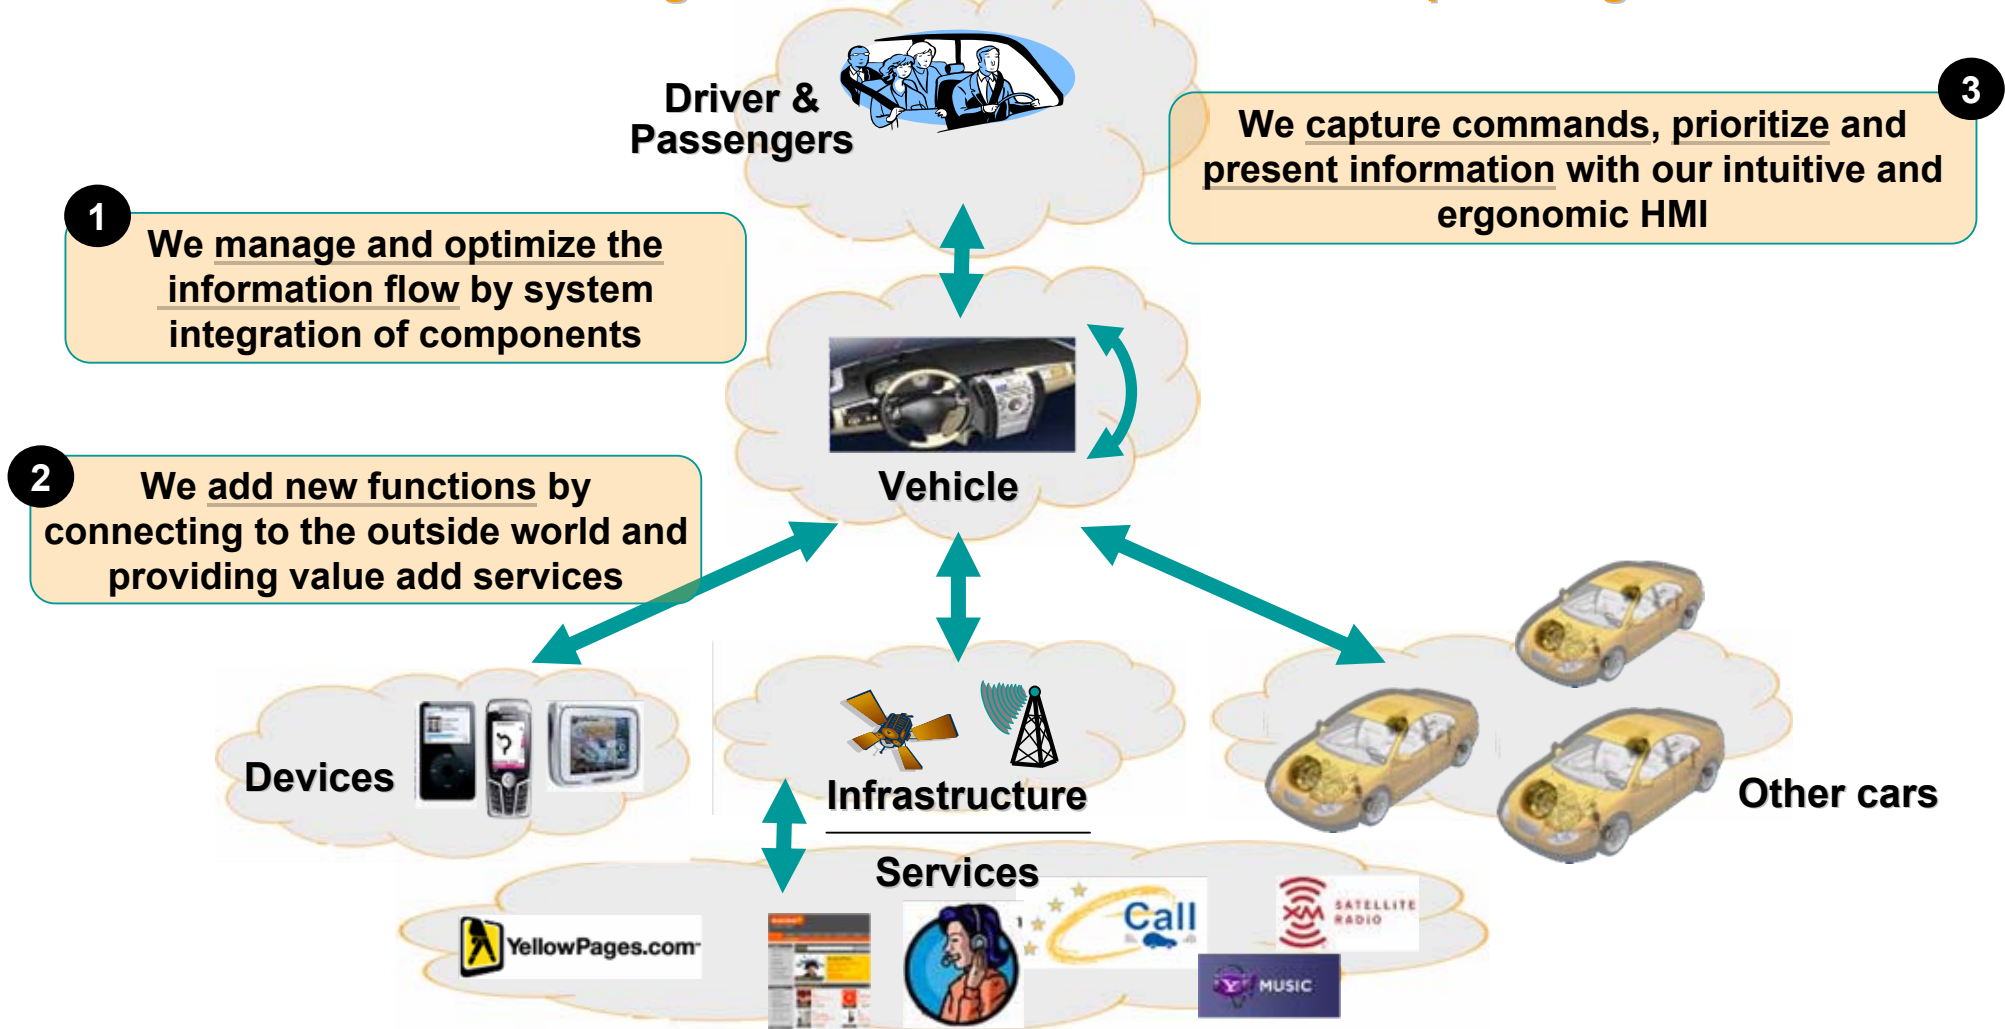 Driver &
Passengers
3
We capture commands, prioritize and
present information with our intuitive and
ergonomic HMI
1
We manage and optimize the
information flow by system
integration of components
Vehicle
2
We add new functions by
connecting to the outside world and
providing value add services
Devices
Infrastructure
Other cars
Services
YellowPages.com
Call
XM SATELLITE
RADIO
Y! MUSIC